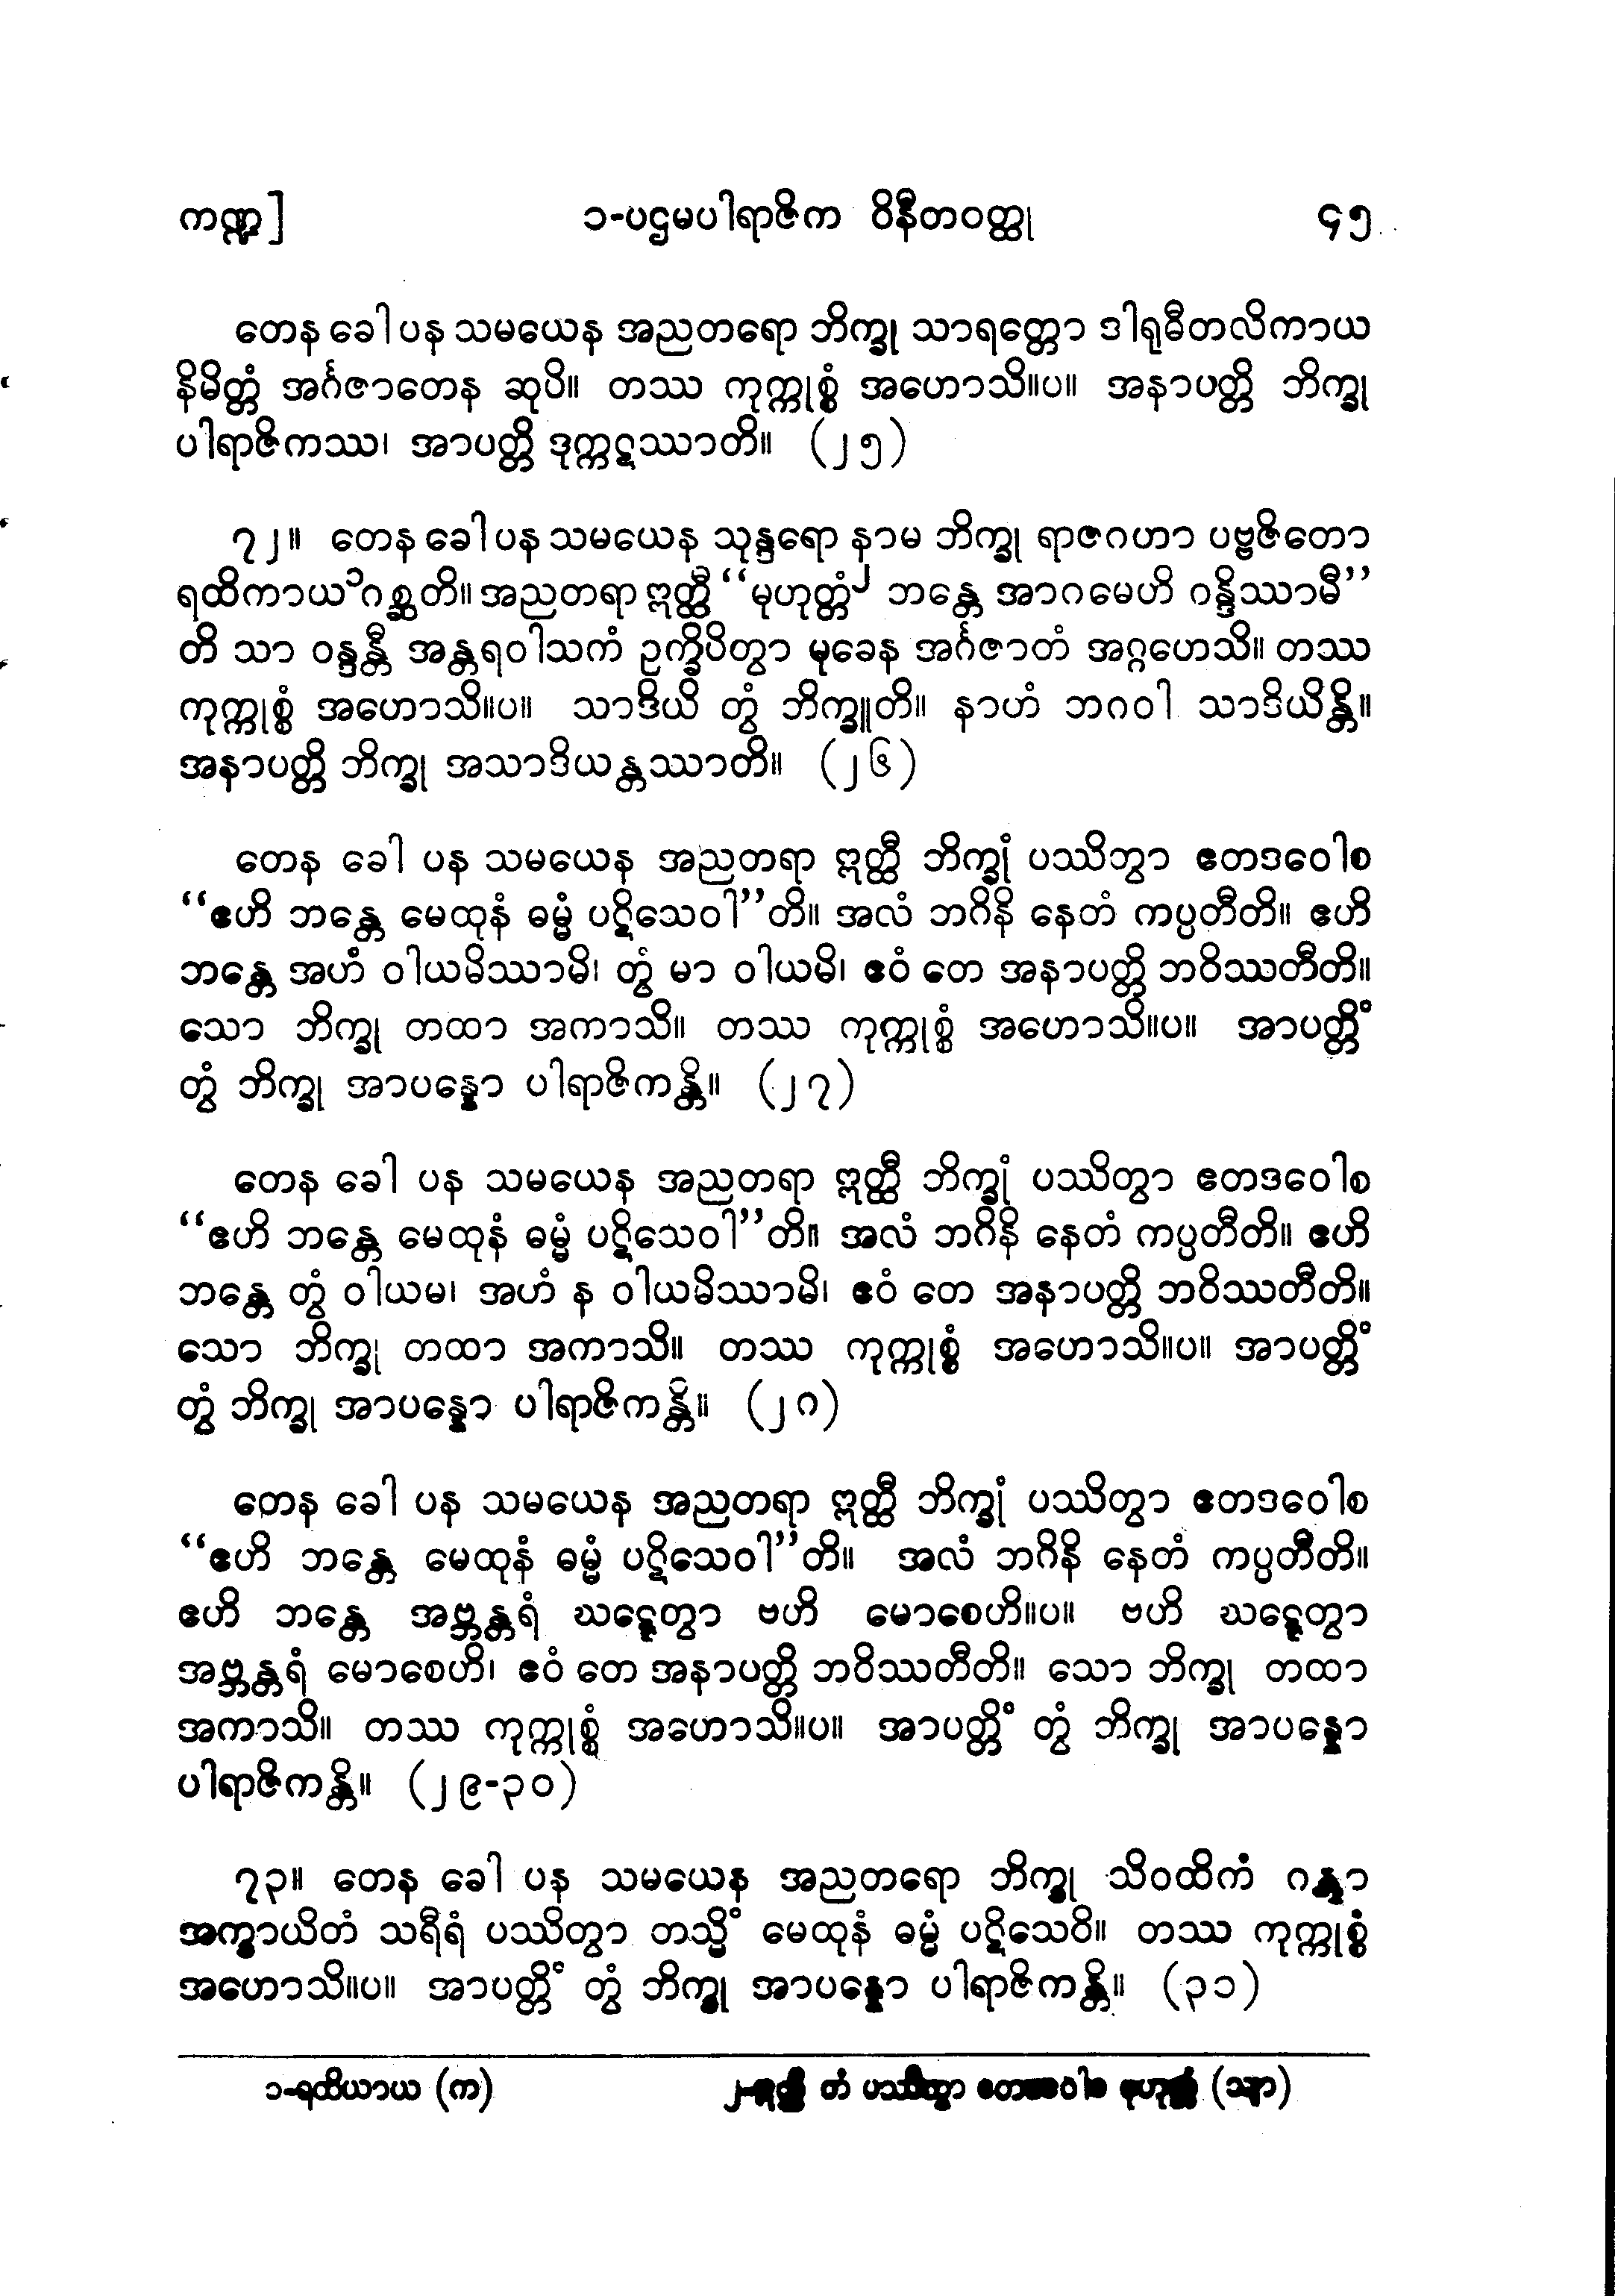 ကဏ္ဍ] ၁-ပဌမပါရာဇိက ဝိနီတဝတ္ထု ၄၅
တေန ခေါ ပန သမယေန အညတရော ဘိက္ခု သာရတ္တော ဒါရုဓီတလိကာယ
နိမိတ္တံ အင်္ဂဇာတေန ဆုပိ။ တဿ ကုက္ကုစ္စံ အဟောသိ။ပ။ အနာပတ္တိ ဘိက္ခု
ပါရာဇိကဿ၊ အာပတ္တိ ဒုက္ကဋဿာတိ။ (၂၅)
၇၂။ တေန ခေါ ပန သမယေန သုန္ဒရော နာမ ဘိက္ခု ရာဇဂဟာ ပဗ္ဗဇိတော
ရထိကာယ ၁ဂစ္ဆတိ။ အညတရာ ဣတ္ထီ “မုဟုတ္တံ၂ ဘန္တေ အာဂမေဟိ ဝန္ဒိဿာမီ”
တိ သာ ဝန္ဒန္တီ အန္တရဝါသကံ ဥက္ခိပိတွာ မုခေန အင်္ဂဇာတံ အဂ္ဂဟေသိ။ တဿ
ကုက္ကုစ္စံ အဟောသိ။ပ။ သာဒိယိ တွံ ဘိက္ခူတိ။ နာဟံ ဘဂဝါ သာဒိယိန္တိ။
အနာပတ္တိ ဘိက္ခု အသာဒိယန္တဿာတိ။ (၂၆)
တေန ခေါ ပန သမယေန အညတရာ ဣတ္ထီ ဘိက္ခုံ ပဿိတွာ ဧတဒဝေါစ
“ဧဟိ ဘန္တေ မေထုနံ ဓမ္မံ ပဋိသေဝါ”တိ။ အလံ ဘဂိနိ နေတံ ကပ္ပတီတိ။ ဧဟိ
ဘန္တေ အဟံ ဝါယမိဿာမိ၊ တွံ မာ ဝါယမိ၊ ဧဝံ တေ အနာပတ္တိ ဘဝိဿတီတိ။
သော ဘိက္ခု တထာ အကာသိ။ တဿ ကုက္ကုစ္စံ အဟောသိ။ပ။ အာပတ္တိံ
တွံ ဘိက္ခု အာပန္နော ပါရာဇိကန္တိ။ (၂၇)
တေန ခေါ ပန သမယေန အညတရာ ဣတ္ထီ ဘိက္ခုံ ပဿိတွာ ဧတဒဝေါစ
“ဧဟိ ဘန္တေ မေထုနံ ဓမ္မံ ပဋိသေဝါ”တိ။ အလံ ဘဂိနိ နေတံ ကပ္ပတီတိ။ ဧဟိ
ဘန္တေ တွံ ဝါယမ၊ အဟံ န ဝါယမိဿာမိ၊ ဧဝံ တေ အနာပတ္တိ ဘဝိဿတီတိ။
သော ဘိက္ခု တထာ အကာသိ။ တဿ ကုက္ကုစ္စံ အဟောသိ။ပ။ အာပတ္တိံ
တွံ ဘိက္ခု အာပန္နော ပါရာဇိကန္တိ။ (၂၈)
တေန ခေါ ပန သမယေန အညတရာ ဣတ္ထီ ဘိက္ခုံ ပဿိတွာ ဧတဒဝေါစ
“ဧဟိ ဘန္တေ မေထုနံ ဓမ္မံ ပဋိသေဝါ”တိ။ အလံ ဘဂိနိ နေတံ ကပ္ပတီတိ။
ဧဟိ ဘန္တေ အဗ္ဘန္တရံ ဃဋ္ဋေတွာ ဗဟိ မောစေဟိ။ပ။ ဗဟိ ဃဋ္ဋေတွာ
အဗ္ဘန္တရံ မောစေဟိ၊ ဧဝံ တေ အနာပတ္တိ ဘဝိဿတီတိ။ သော ဘိက္ခု တထာ
အကာသိ။ တဿ ကုက္ကုစ္စံ အဟောသိ။ပ။ အာပတ္တိံ တွံ ဘိက္ခု အာပန္နော
ပါရာဇိကန္တိ။ (၂၉-၃၀)
၇၃။ တေန ခေါ ပန သမယေန အညတရော ဘိက္ခု သိဝထိကံ ဂန္တွာ
အက္ခာယိတံ သရီရံ ပဿိတွာ တသ္မိံ မေထုနံ ဓမ္မံ ပဋိသေဝိ။ တဿ ကုက္ကုစ္စံ
အဟောသိ။ပ။ အာပတ္တိံ တွံ ဘိက္ခု အာပန္နော ပါရာဇိကန္တိ။ (၃၁)
၁-ရထိယာယ (က) ၂-ဣတ္ထီ တံ ပဿိတွာ ဧတဒဝေါစ မုဟုတ္တံ (သျာ)